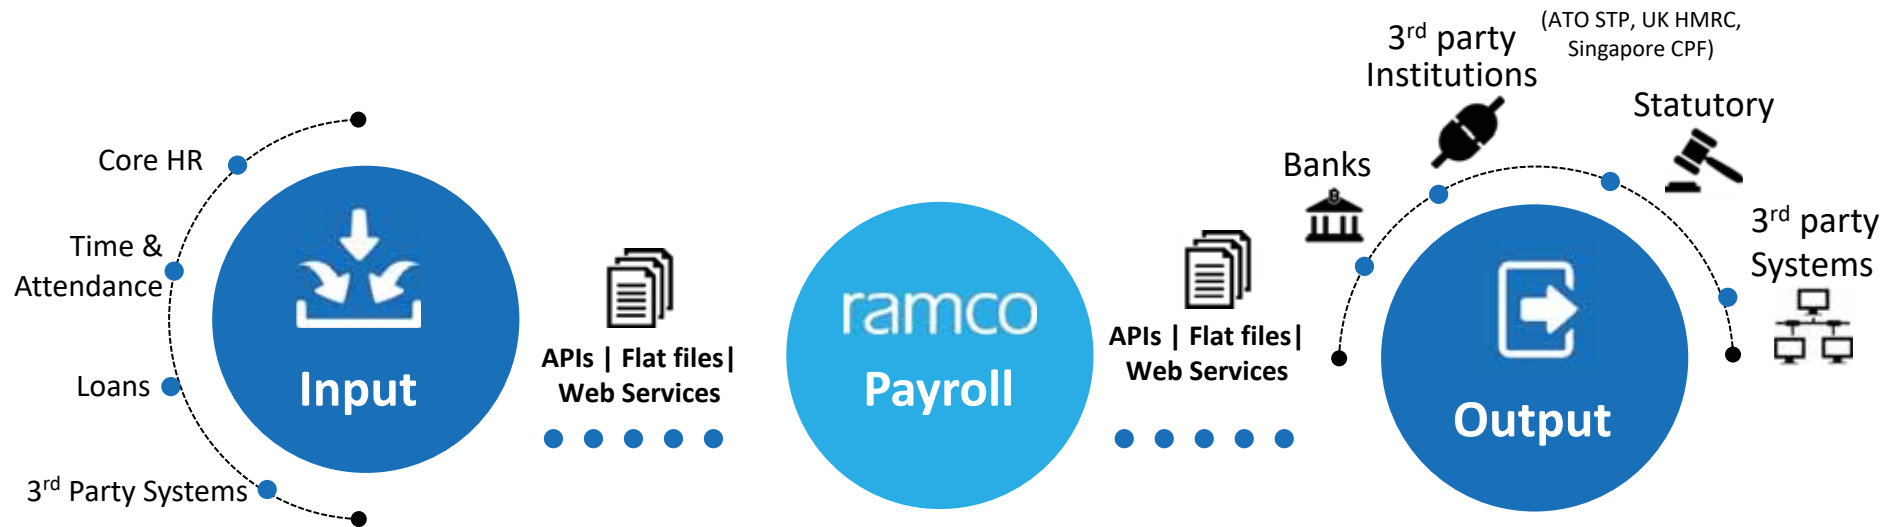 Core HR
Time &
Attendance
Loans
3rd Party Systems
Input
APIs | Flat files|
Web Services
ramco
Payroll
APIs | Flat files|
Web Services
Banks
3rd party
Institutions
(ATO STP, UK HMRC,
Singapore CPF)
Statutory
3rd party
Systems
Output